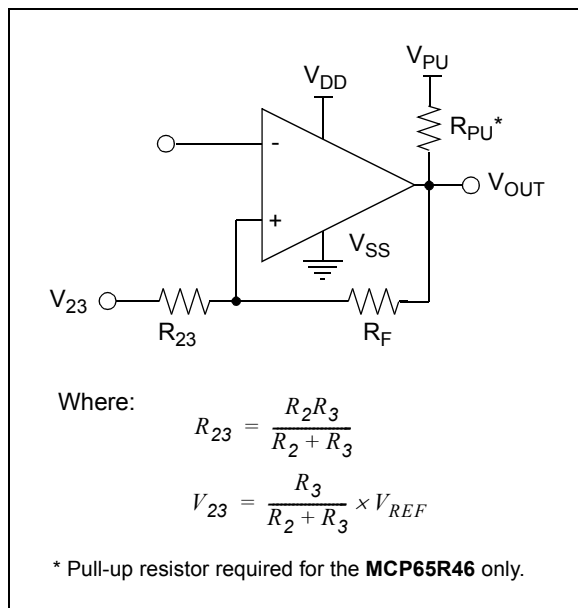 V_PU
V_DD
R_PU*
-
V_OUT
+
V_SS
V_23
R_23
R_F
Where:
R_23 = R_2R_3 / (R_2 + R_3)
V_23 = R_3 / (R_2 + R_3) × V_REF
* Pull-up resistor required for the MCP65R46 only.